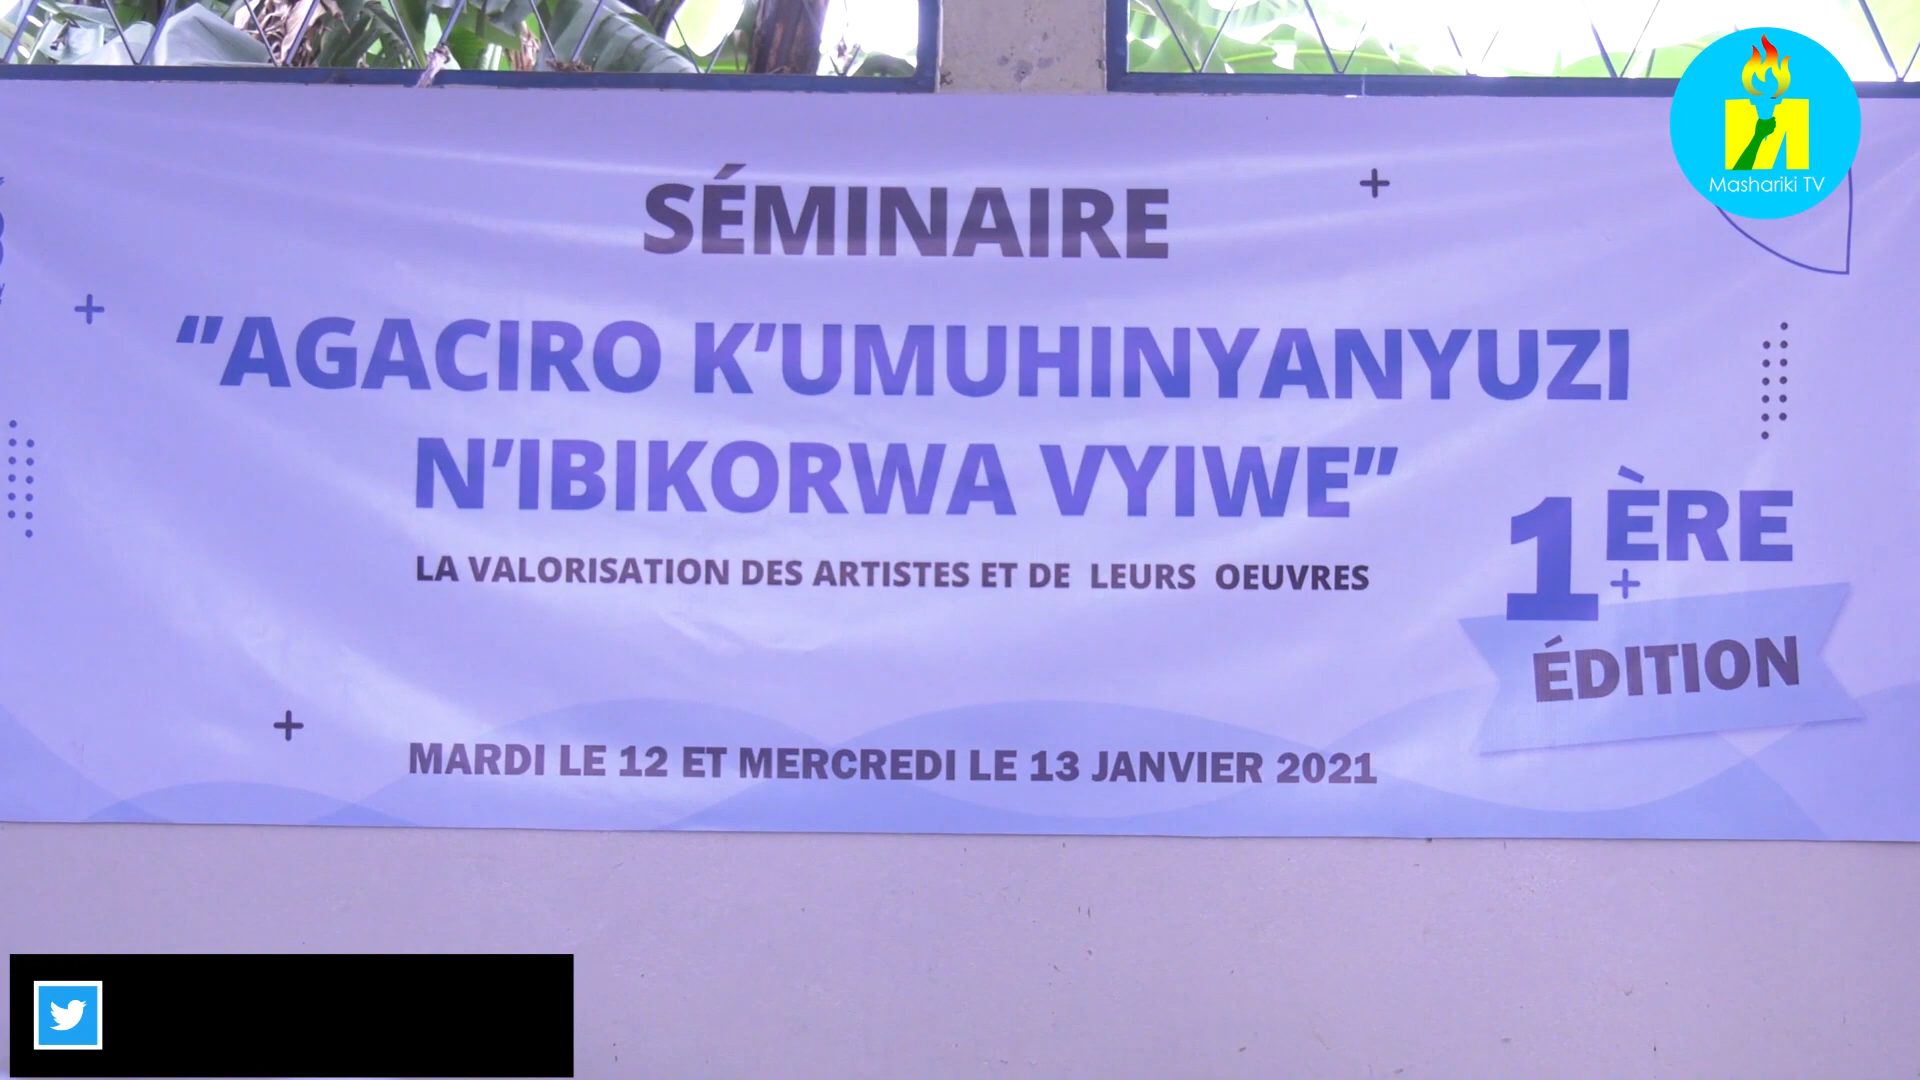 Mashariki TV
SÉMINAIRE
‘’AGACIRO K’UMUHINYANYUZI
N’IBIKORWA VYIWE’’
LA VALORISATION DES ARTISTES ET DE LEURS OEUVRES
1ÈRE
ÉDITION
MARDI LE 12 ET MERCREDI LE 13 JANVIER 2021